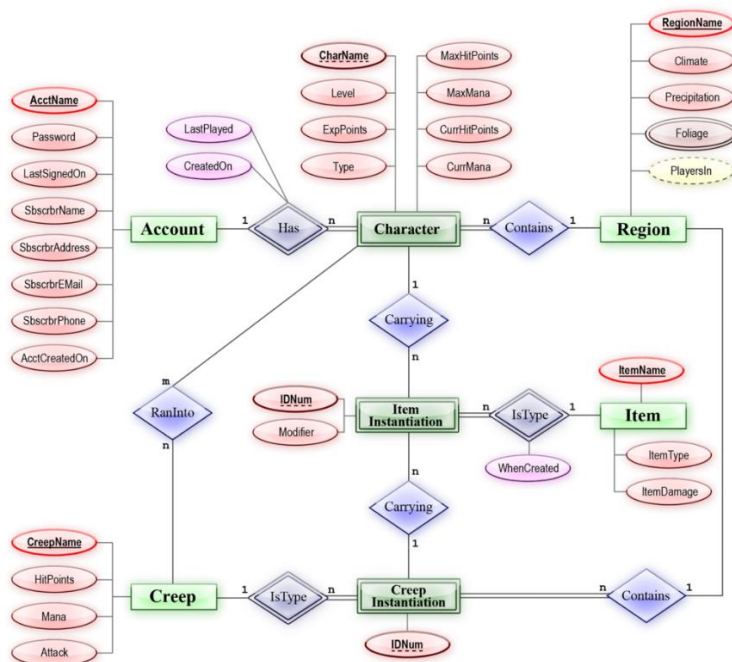 RegionName
CharName
MaxHitPoints
Climate
AcctName
Level
MaxMana
Precipitation
Password
LastPlayed
ExpPoints
CurrHitPoints
Foliage
LastSignedOn
CreatedOn
Type
CurrMana
PlayersIn
SbscrbrName
Account
1
Has
n
Character
n
Contains
1
Region
SbscrbrAddress
SbscrbrEMail
1
SbscrbrPhone
Carrying
AcctCreatedOn
n
m
ItemName
RanInto
IDNum
Modifier
Item
Instantiation
n
IsType
1
Item
n
WhenCreated
ItemType
n
ItemDamage
Carrying
CreepName
HitPoints
1
Creep
1
IsType
n
Creep
Instantiation
n
Contains
1
Mana
Attack
IDNum